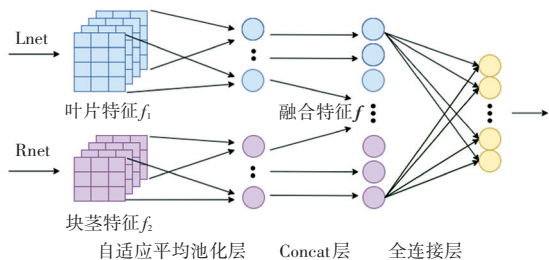 Lnet
叶片特征f₁
融合特征f
Rnet
块茎特征f₂
自适应平均池化层 Concat层 全连接层